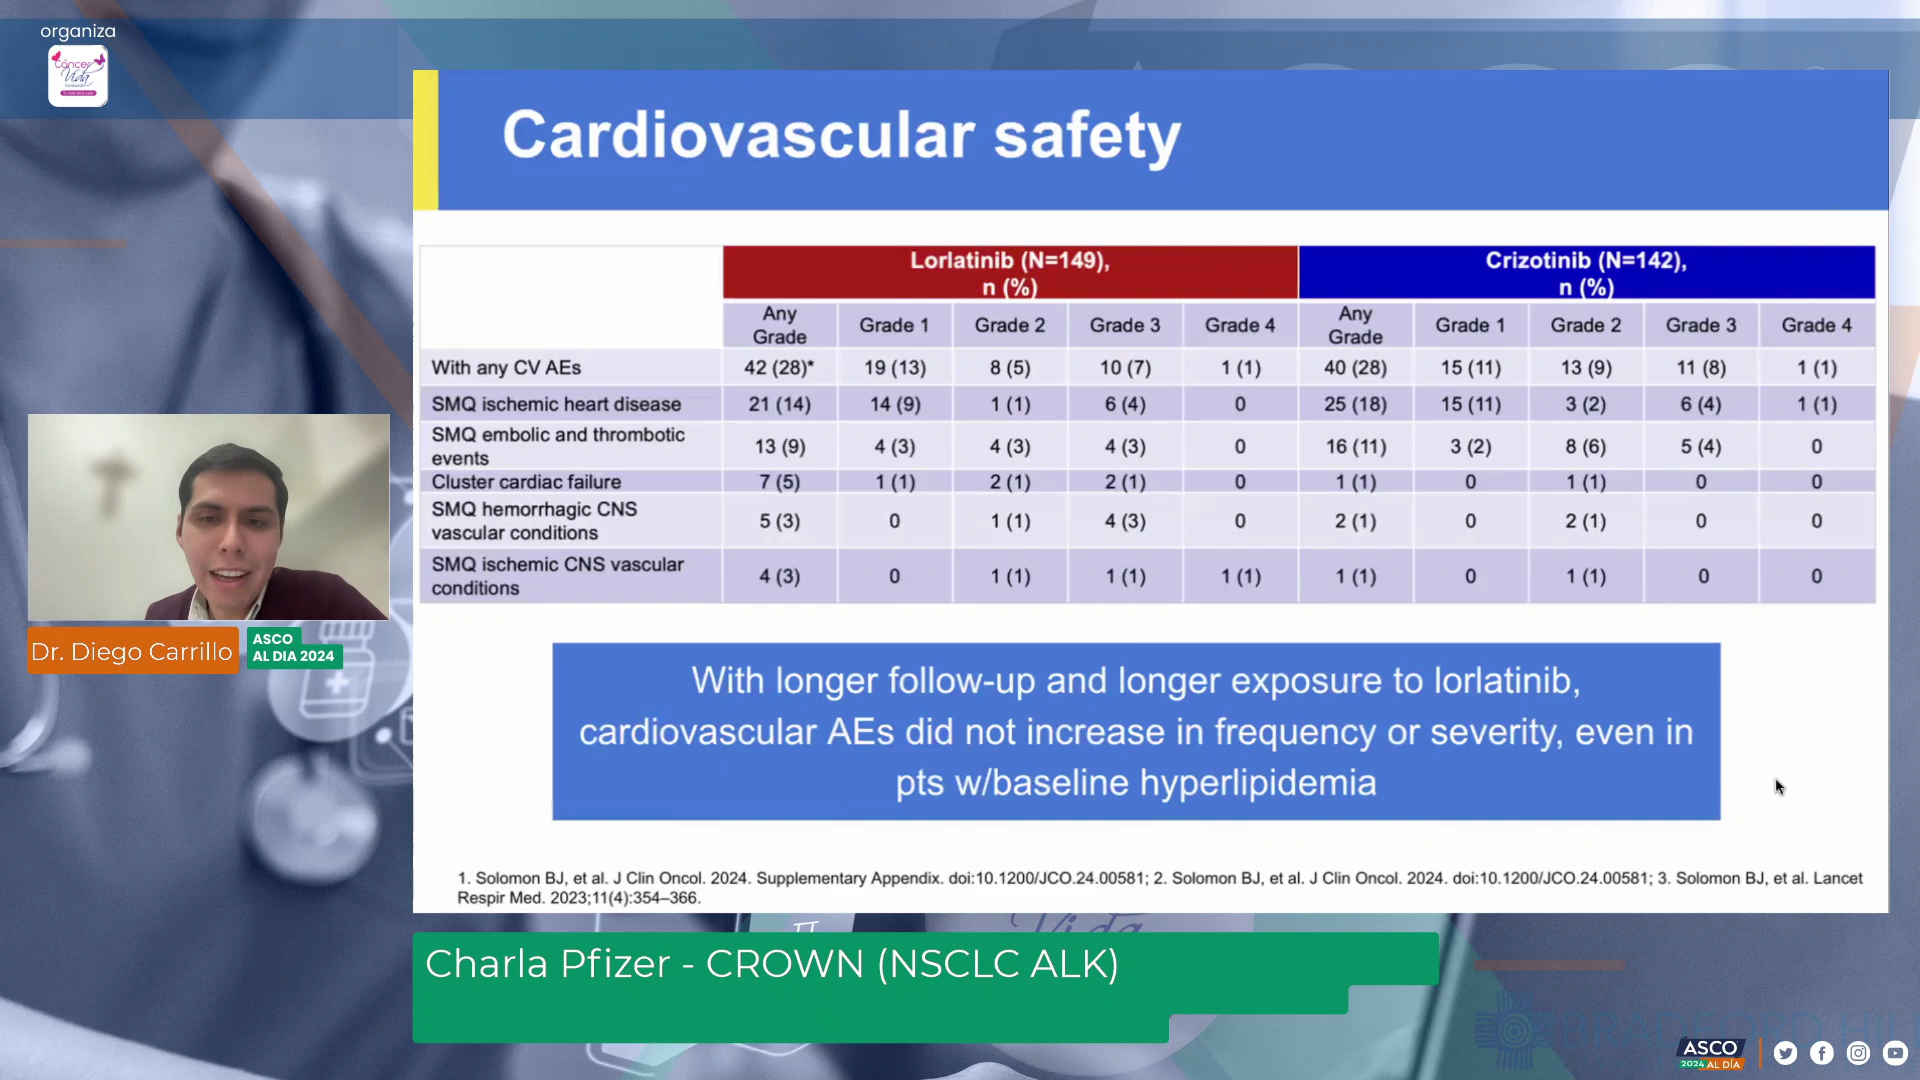 organiza
Cáncer
Vida
Cardiovascular safety
Lorlatinib (N=149),
n (%)
Crizotinib (N=142),
n (%)
Any Grade Grade 1 Grade 2 Grade 3 Grade 4 Any Grade Grade 1 Grade 2 Grade 3 Grade 4
With any CV AEs 42 (28)* 19 (13) 8 (5) 10 (7) 1 (1) 40 (28) 15 (11) 13 (9) 11 (8) 1 (1)
SMQ ischemic heart disease 21 (14) 14 (9) 1 (1) 6 (4) 0 25 (18) 15 (11) 3 (2) 6 (4) 1 (1)
SMQ embolic and thrombotic
events 13 (9) 4 (3) 4 (3) 4 (3) 0 16 (11) 3 (2) 8 (6) 5 (4) 0
Cluster cardiac failure 7 (5) 1 (1) 2 (1) 2 (1) 0 1 (1) 0 1 (1) 0 0
SMQ hemorrhagic CNS
vascular conditions 5 (3) 0 1 (1) 4 (3) 0 2 (1) 0 2 (1) 0 0
SMQ ischemic CNS vascular
conditions 4 (3) 0 1 (1) 1 (1) 1 (1) 1 (1) 0 1 (1) 0 0
With longer follow-up and longer exposure to lorlatinib,
cardiovascular AEs did not increase in frequency or severity, even in
pts w/baseline hyperlipidemia
1. Solomon BJ, et al. J Clin Oncol. 2024. Supplementary Appendix. doi:10.1200/JCO.24.00581; 2. Solomon BJ, et al. J Clin Oncol. 2024. doi:10.1200/JCO.24.00581; 3. Solomon BJ, et al. Lancet
Respir Med. 2023;11(4):354–366.
Dr. Diego Carrillo
ASCO
AL DIA 2024
Vida
Charla Pfizer - CROWN (NSCLC ALK)
ASCO
2024 AL DÍA